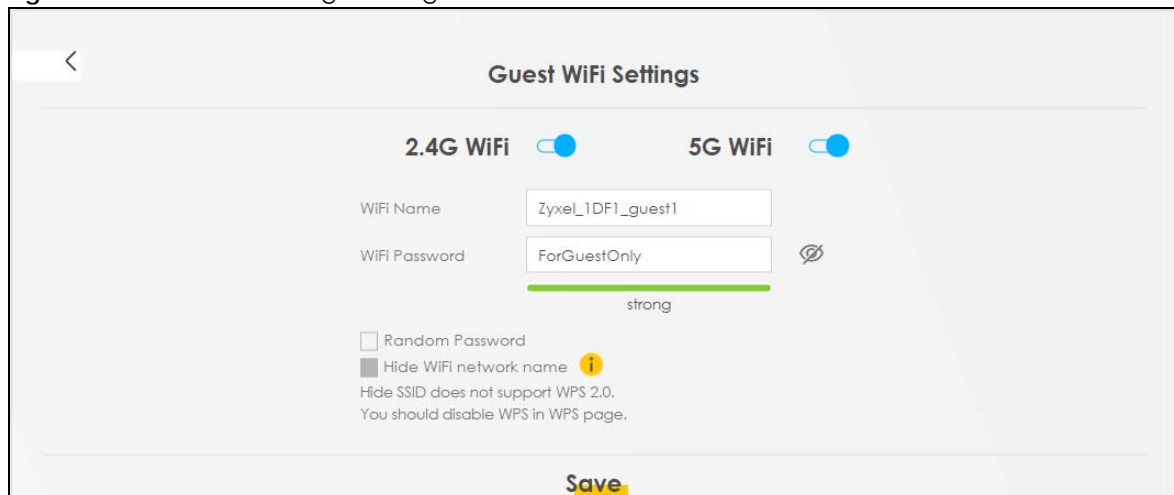 Guest WiFi Settings
2.4G WiFi 5G WiFi
WiFi Name Zyxel_1DF1_guest1
WiFi Password ForGuestOnly
strong
Random Password
Hide WiFi network name i
Hide SSID does not support WPS 2.0.
You should disable WPS in WPS page.
Save